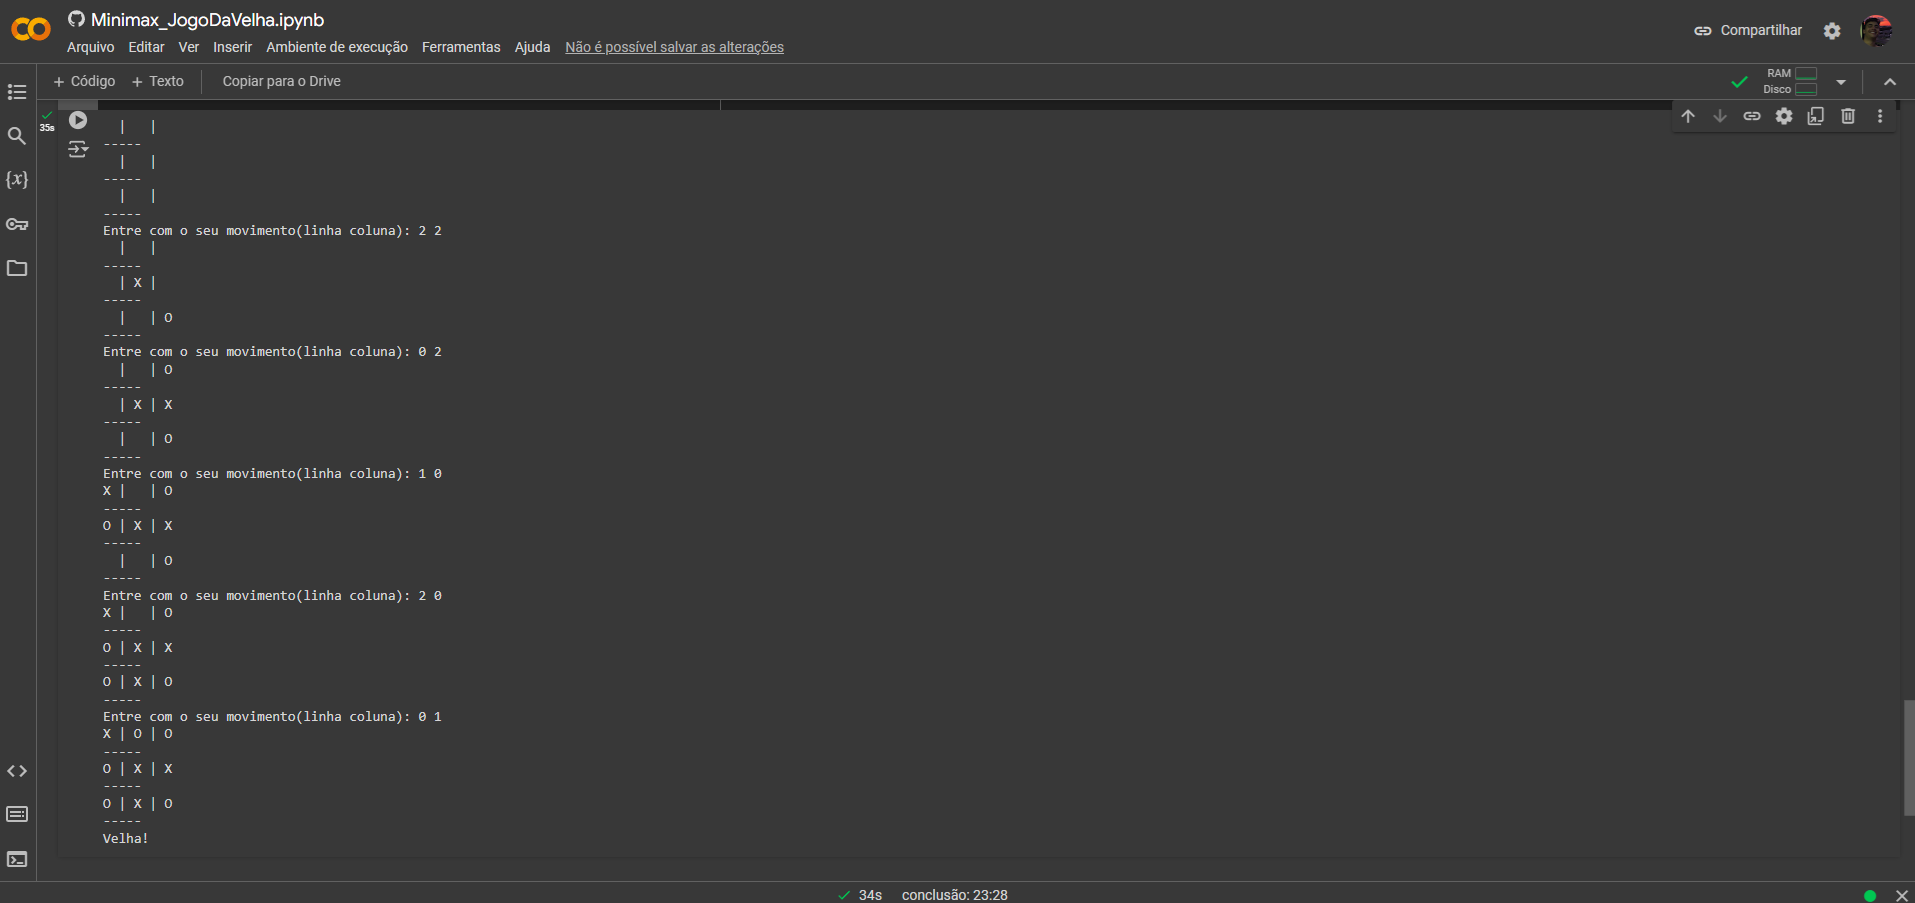 Minimax_JogoDaVelha.ipynb
Arquivo Editar Ver Inserir Ambiente de execução Ferramentas Ajuda Não é possível salvar as alterações
Compartilhar
+ Código + Texto Copiar para o Drive
RAM
Disco
35s
{x}
  |   |
-----
  |   |
-----
  |   |
-----
Entre com o seu movimento(linha coluna): 2 2
  |   |
-----
  | X |
-----
  |   | O
-----
Entre com o seu movimento(linha coluna): 0 2
  |   | O
-----
  | X | X
-----
  |   | O
-----
Entre com o seu movimento(linha coluna): 1 0
X |   | O
-----
O | X | X
-----
  |   | O
-----
Entre com o seu movimento(linha coluna): 2 0
X |   | O
-----
O | X | X
-----
O | X | O
-----
Entre com o seu movimento(linha coluna): 0 1
X | O | O
-----
O | X | X
-----
O | X | O
-----
Velha!
34s conclusão: 23:28